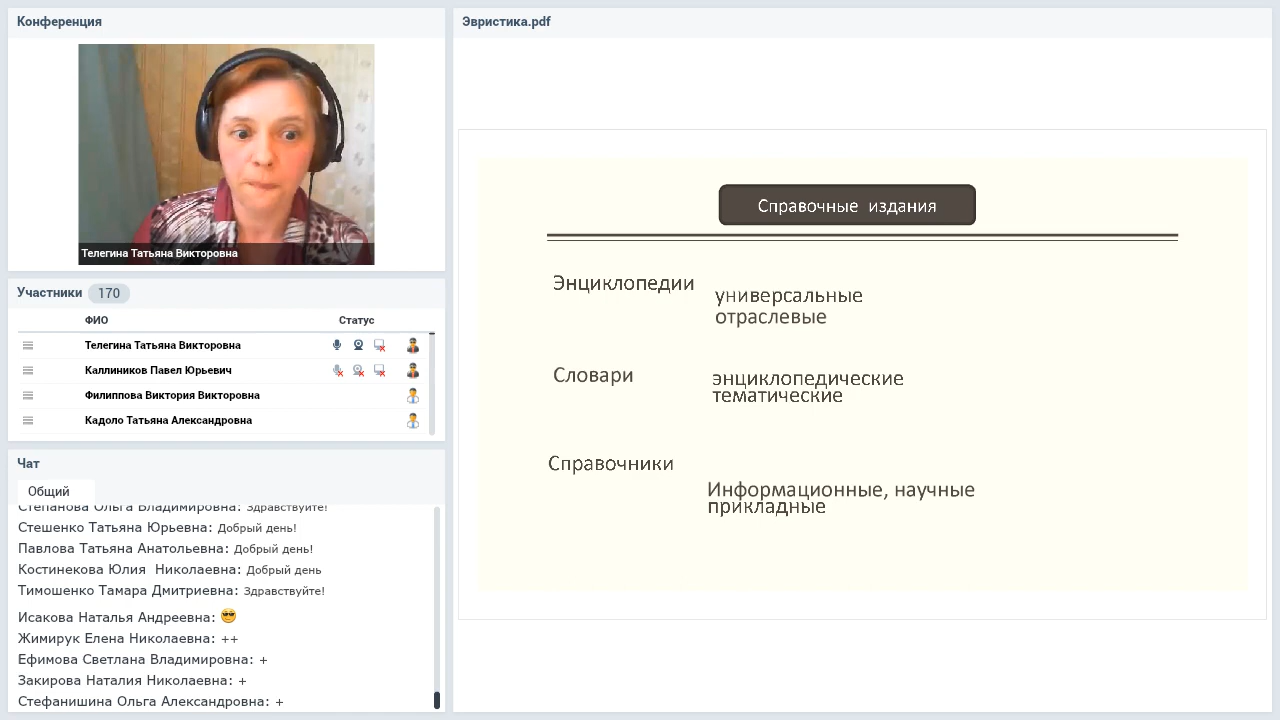 Конференция
Телегина Татьяна Викторовна
Участники 170
ФИО Статус
Телегина Татьяна Викторовна
Каллиников Павел Юрьевич
Филиппова Виктория Викторовна
Кадоло Татьяна Александровна
Чат
Общий
Степанова Ольга Владимировна: Здравствуйте!
Стешенко Татьяна Юрьевна: Добрый день!
Павлова Татьяна Анатольевна: Добрый день!
Костинекова Юлия Николаевна: Добрый день
Тимошенко Тамара Дмитриевна: Здравствуйте!
Исакова Наталья Андреевна:
Жимирук Елена Николаевна: ++
Ефимова Светлана Владимировна: +
Закирова Наталия Николаевна: +
Стефанишина Ольга Александровна: +
Эвристика.pdf
Справочные издания
Энциклопедии
универсальные
отраслевые
Словари
энциклопедические
тематические
Справочники
Информационные, научные
прикладные